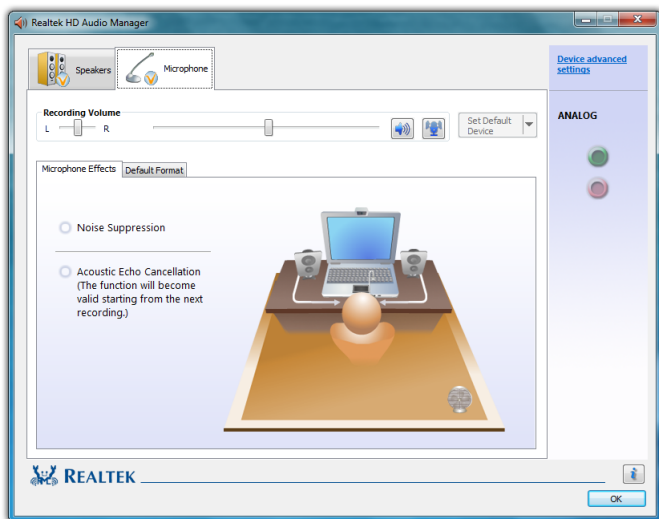 Realtek HD Audio Manager
Speakers
Microphone
Device advanced
settings
Recording Volume
L
R
Set Default
Device
ANALOG
Microphone Effects
Default Format
Noise Suppression
Acoustic Echo Cancellation
(The function will become
valid starting from the next
recording.)
REALTEK
i
OK